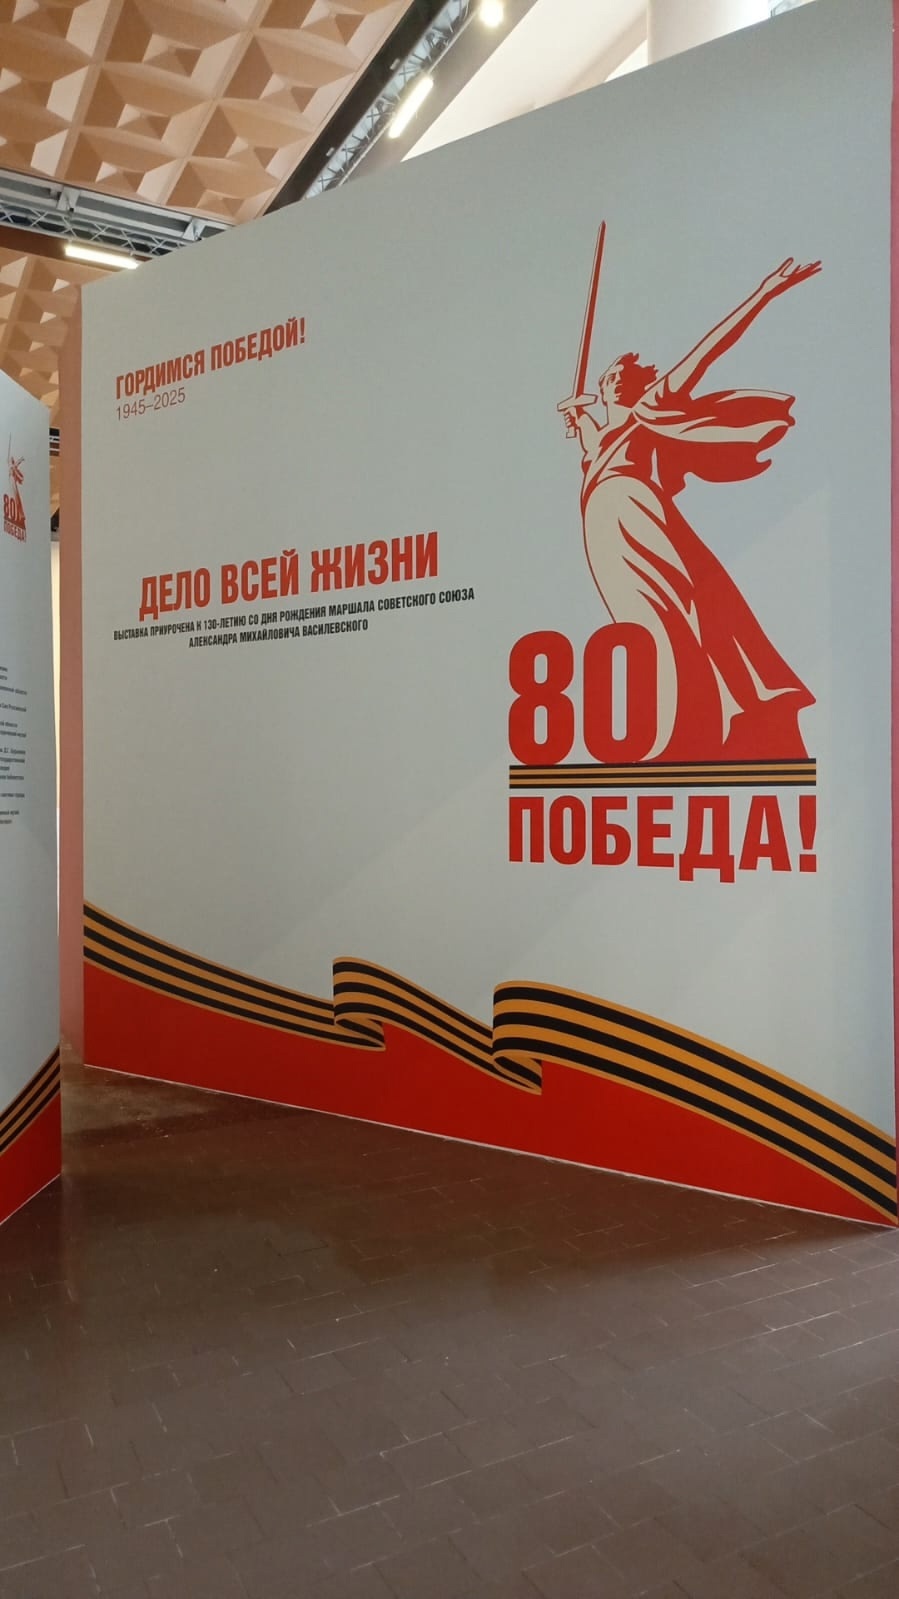 ГОРДИМСЯ ПОБЕДОЙ!
1945–2025
ДЕЛО ВСЕЙ ЖИЗНИ
ВЫСТАВКА ПРИУРОЧЕНА К 130-ЛЕТИЮ СО ДНЯ РОЖДЕНИЯ МАРШАЛА СОВЕТСКОГО СОЮЗА
АЛЕКСАНДРА МИХАЙЛОВИЧА ВАСИЛЕВСКОГО
80
ПОБЕДА!
80
ПОБЕДА!